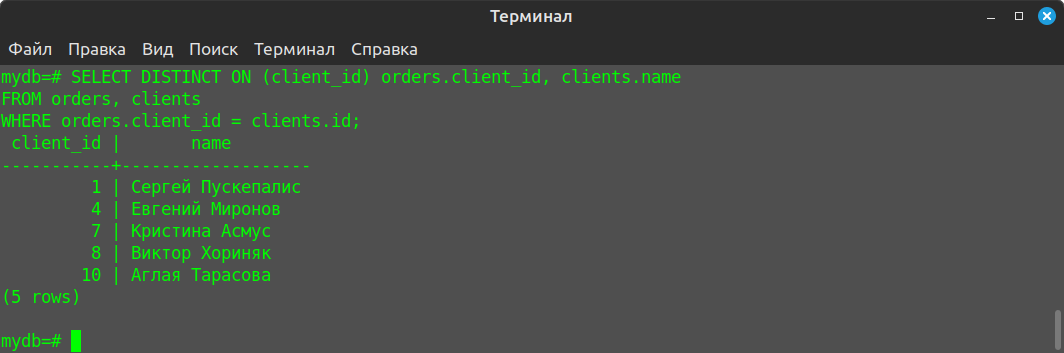 Терминал
Файл Правка Вид Поиск Терминал Справка
mydb=# SELECT DISTINCT ON (client_id) orders.client_id, clients.name
FROM orders, clients
WHERE orders.client_id = clients.id;
 client_id |       name
-----------+-------------------
         1 | Сергей Пускепалис
         4 | Евгений Миронов
         7 | Кристина Асмус
         8 | Виктор Хориняк
        10 | Аглая Тарасова
(5 rows)
mydb=#